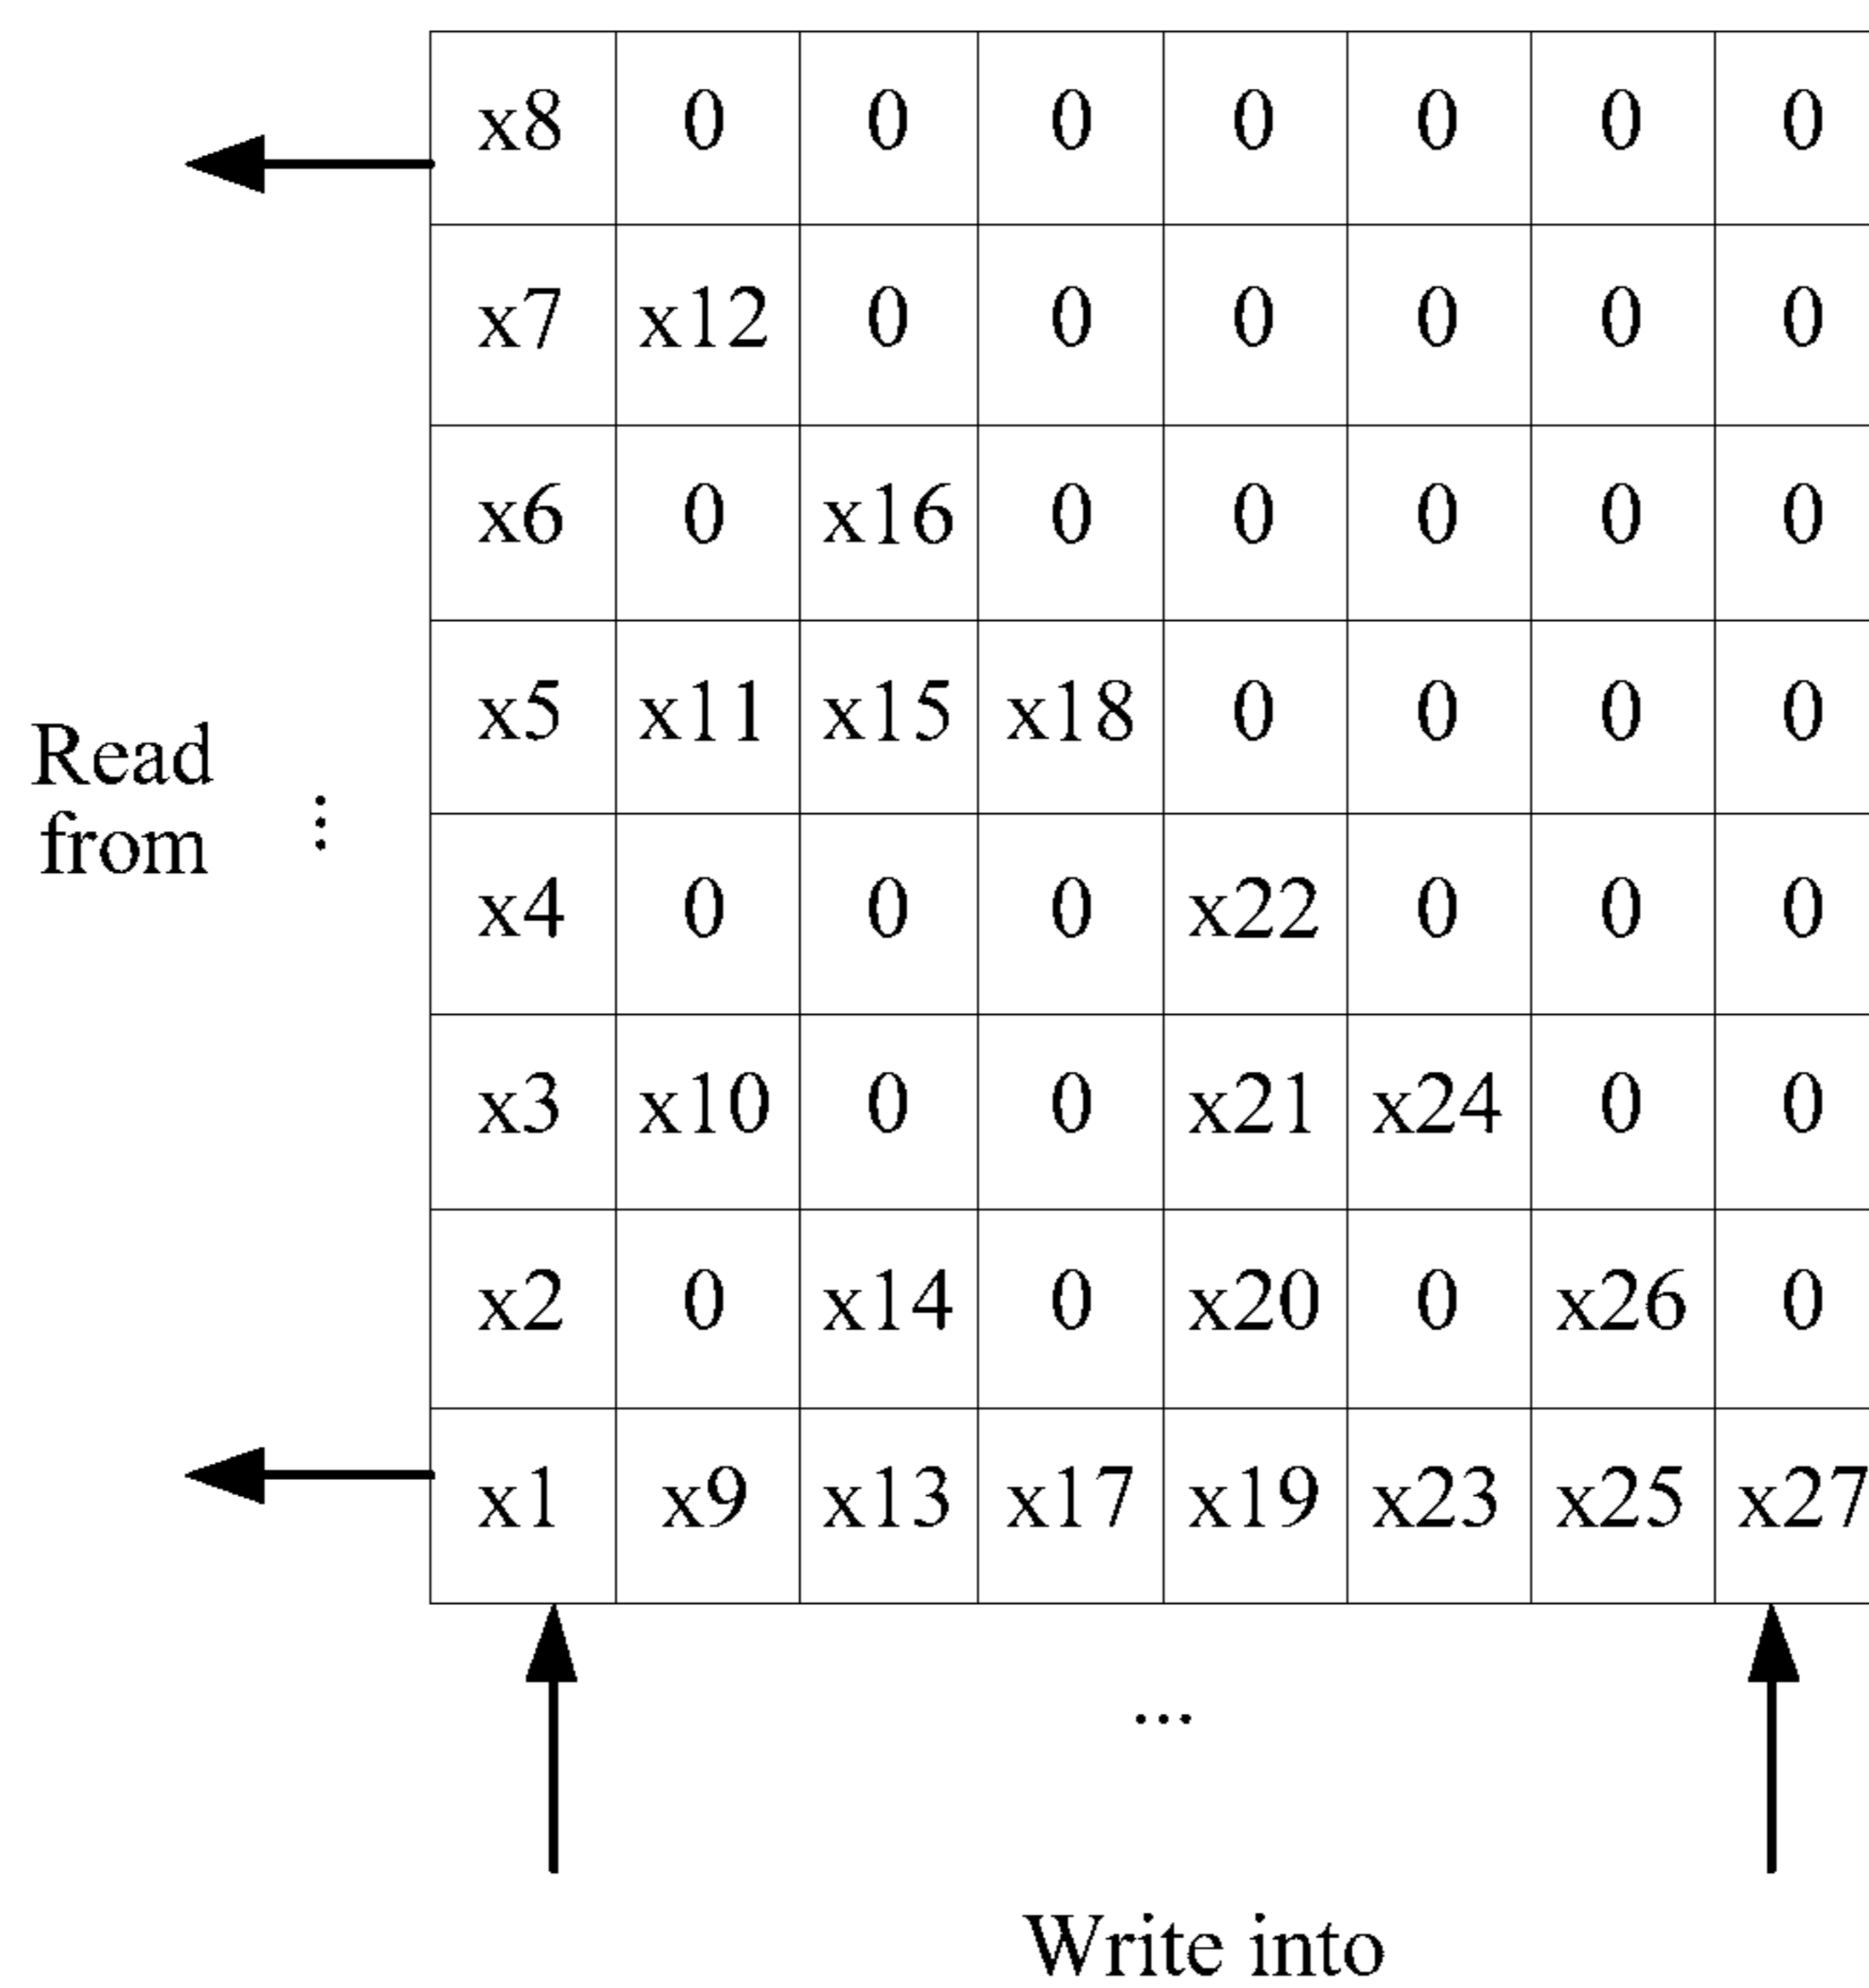 x8 0 0 0 0 0 0 0
x7 x12 0 0 0 0 0 0
x6 0 x16 0 0 0 0 0
x5 x11 x15 x18 0 0 0 0
Read
from
⋮
x4 0 0 0 x22 0 0 0
x3 x10 0 0 x21 x24 0 0
x2 0 x14 0 x20 0 x26 0
x1 x9 x13 x17 x19 x23 x25 x27
...
Write into